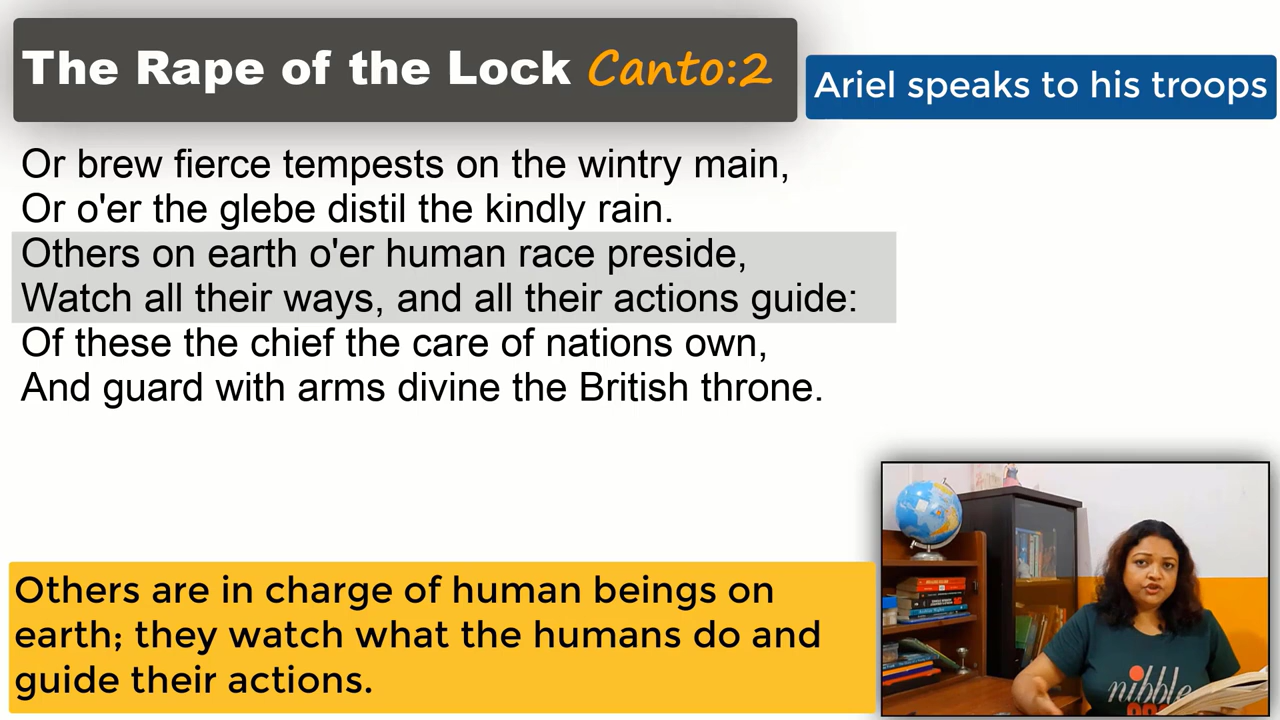 The Rape of the Lock Canto:2
Ariel speaks to his troops
Or brew fierce tempests on the wintry main,
Or o'er the glebe distil the kindly rain.
Others on earth o'er human race preside,
Watch all their ways, and all their actions guide:
Of these the chief the care of nations own,
And guard with arms divine the British throne.
Others are in charge of human beings on
earth; they watch what the humans do and
guide their actions.
nibble